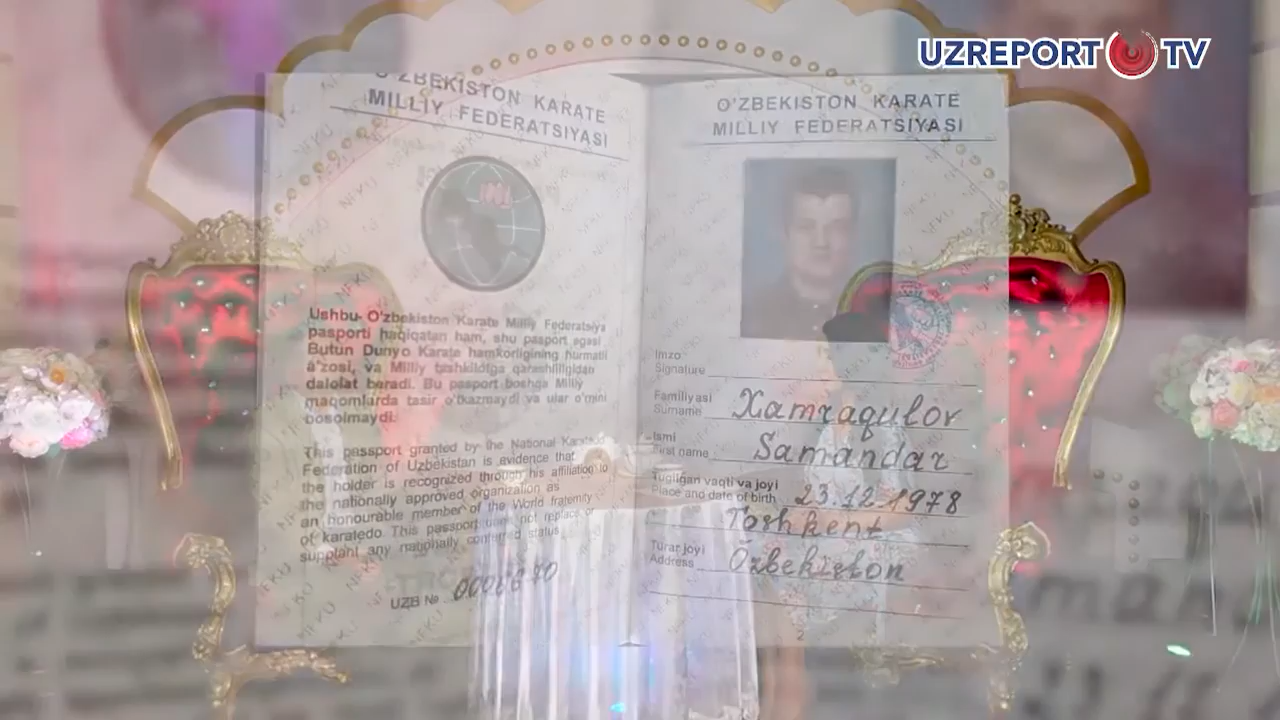 UZREPORT TV
O'ZBEKISTON KARATE
MILLIY FEDERATSIYASI
Ushbu- O'zbekiston Karate Milliy Federatsiya
pasporti haqiqatan ham, shu pasport egasi
Butun Dunyo Karate hamkorligining hurmatli
a'zosi, va Milliy tashkilotga qarashliligidan
dalolat beradi. Bu pasport boshqa Milliy
maqomlarda tasir o'tkazmaydi va ular o'rnini
bosolmaydi.
This passport granted by the National Karatedo
Federation of Uzbekistan is evidence that
the holder is recognized through his affiliation to
the nationally approved organization as
an honourable member of the World fraternity
of karatedo This passport does not replace or
supplant any nationally conferred status
UZB №
O'ZBEKISTON KARATE
MILLIY FEDERATSIYASI
Imzo
Signature
Familiyasi
Surname Xamraqulov
Ismi
First name Samandar
Tugilgan vaqti va joyi
Place and date of birth 23.12.1978
Toshkent
Turar joyi
Address Ozbekiston
2